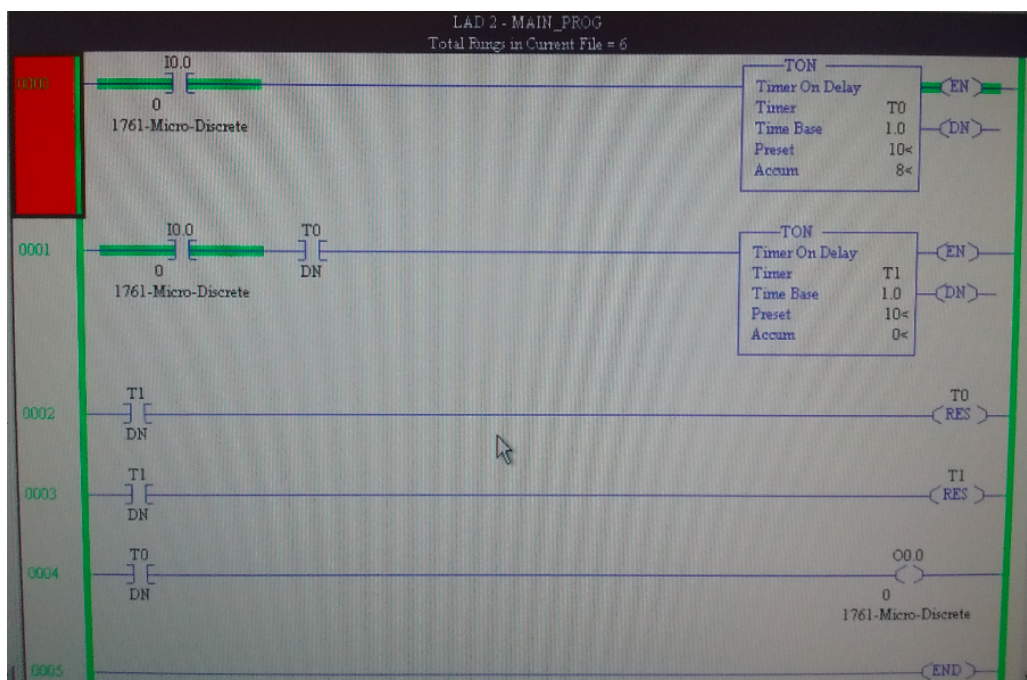 LAD 2 - MAIN_PROG
Total Rungs in Current File = 6
0000
I0.0
0
1761-Micro-Discrete
TON
Timer On Delay
Timer T0
Time Base 1.0
Preset 10<
Accum 8<
EN
DN
0001
I0.0
0
1761-Micro-Discrete
T0
DN
TON
Timer On Delay
Timer T1
Time Base 1.0
Preset 10<
Accum 0<
EN
DN
0002
T1
DN
T0
RES
0003
T1
DN
T1
RES
0004
T0
DN
O0.0
0
1761-Micro-Discrete
0005
END